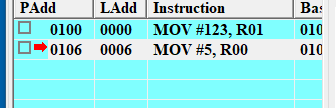 PAdd LAdd Instruction Bas
0100 0000 MOV #123, R01 010
0106 0006 MOV #5, R00 010